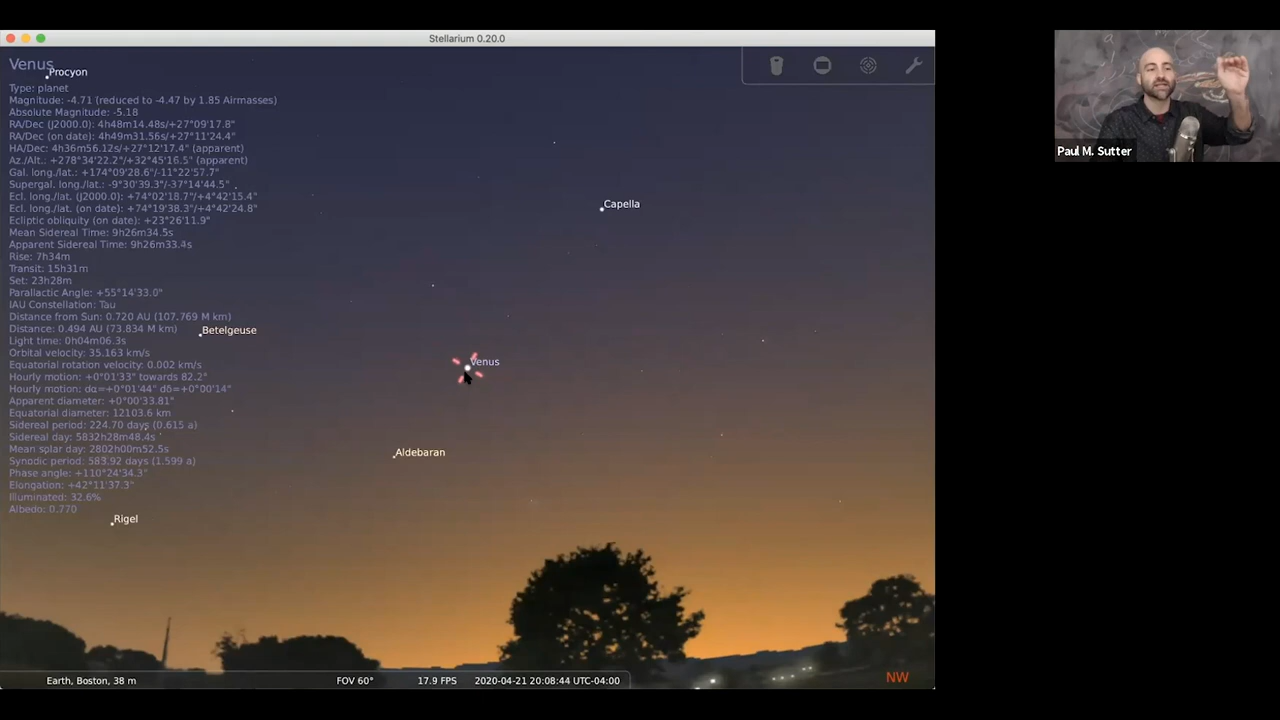 Stellarium 0.20.0
Venus
Procyon
Type: planet
Magnitude: -4.71 (reduced to -4.47 by 1.85 Airmasses)
Absolute Magnitude: -5.18
RA/Dec (J2000.0): 4h48m14.48s/+27°09'17.8"
RA/Dec (on date): 4h49m31.56s/+27°11'24.4"
HA/Dec: 4h36m56.12s/+27°12'17.4" (apparent)
Az./Alt.: +278°34'22.2"/+32°45'16.5" (apparent)
Gal. long./lat.: +174°09'28.6"/-11°22'57.7"
Supergal. long./lat.: -9°30'39.3"/-37°14'44.5"
Ecl. long./lat. (J2000.0): +74°02'18.7"/+4°42'15.4"
Ecl. long./lat. (on date): +74°19'38.3"/+4°42'24.8"
Ecliptic obliquity (on date): +23°26'11.9"
Mean Sidereal Time: 9h26m34.5s
Apparent Sidereal Time: 9h26m33.4s
Rise: 7h34m
Transit: 15h31m
Set: 23h28m
Parallactic Angle: +55°14'33.0"
IAU Constellation: Tau
Distance from Sun: 0.720 AU (107.769 M km)
Distance: 0.494 AU (73.834 M km)
Light time: 0h04m06.3s
Orbital velocity: 35.163 km/s
Equatorial rotation velocity: 0.002 km/s
Hourly motion: +0°01'33" towards 82.2°
Hourly motion: dα=+0°01'44" dδ=+0°00'14"
Apparent diameter: +0°00'33.81"
Equatorial diameter: 12103.6 km
Sidereal period: 224.70 days (0.615 a)
Sidereal day: 5832h28m48.4s
Mean solar day: 2802h00m52.5s
Synodic period: 583.92 days (1.599 a)
Phase angle: +110°24'34.3"
Elongation: +42°11'37.3"
Illuminated: 32.6%
Albedo: 0.770
Capella
Betelgeuse
Venus
Aldebaran
Rigel
Earth, Boston, 38 m
FOV 60°
17.9 FPS
2020-04-21 20:08:44 UTC-04:00
NW
Paul M. Sutter